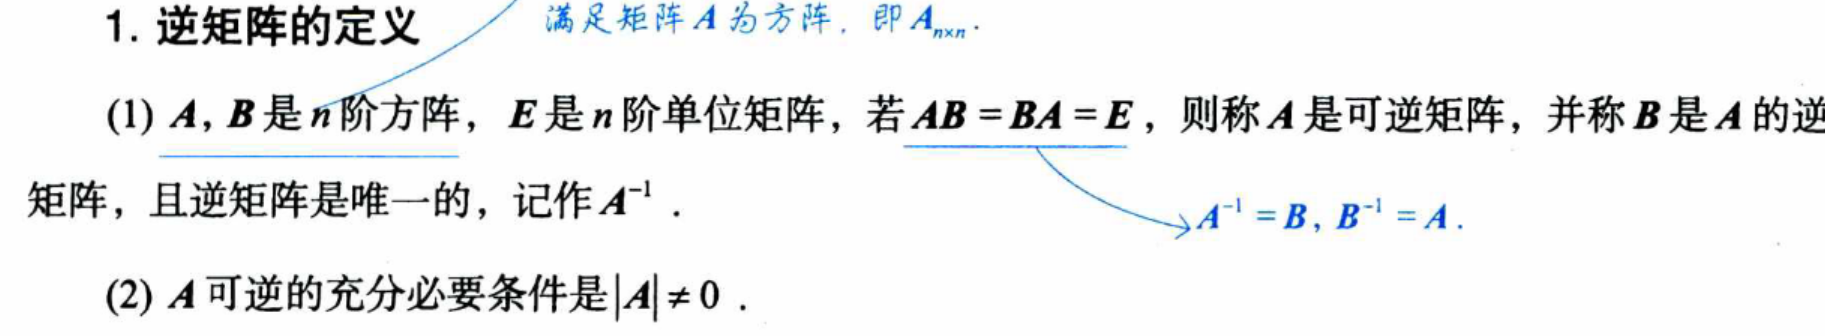 1. 逆矩阵的定义
满足矩阵 A 为方阵，即 Aₙₓₙ.
(1) A, B 是 n 阶方阵，E 是 n 阶单位矩阵，若 AB = BA = E，则称 A 是可逆矩阵，并称 B 是 A 的逆
矩阵，且逆矩阵是唯一的，记作 A⁻¹．
A⁻¹ = B, B⁻¹ = A.
(2) A 可逆的充分必要条件是 |A| ≠ 0．